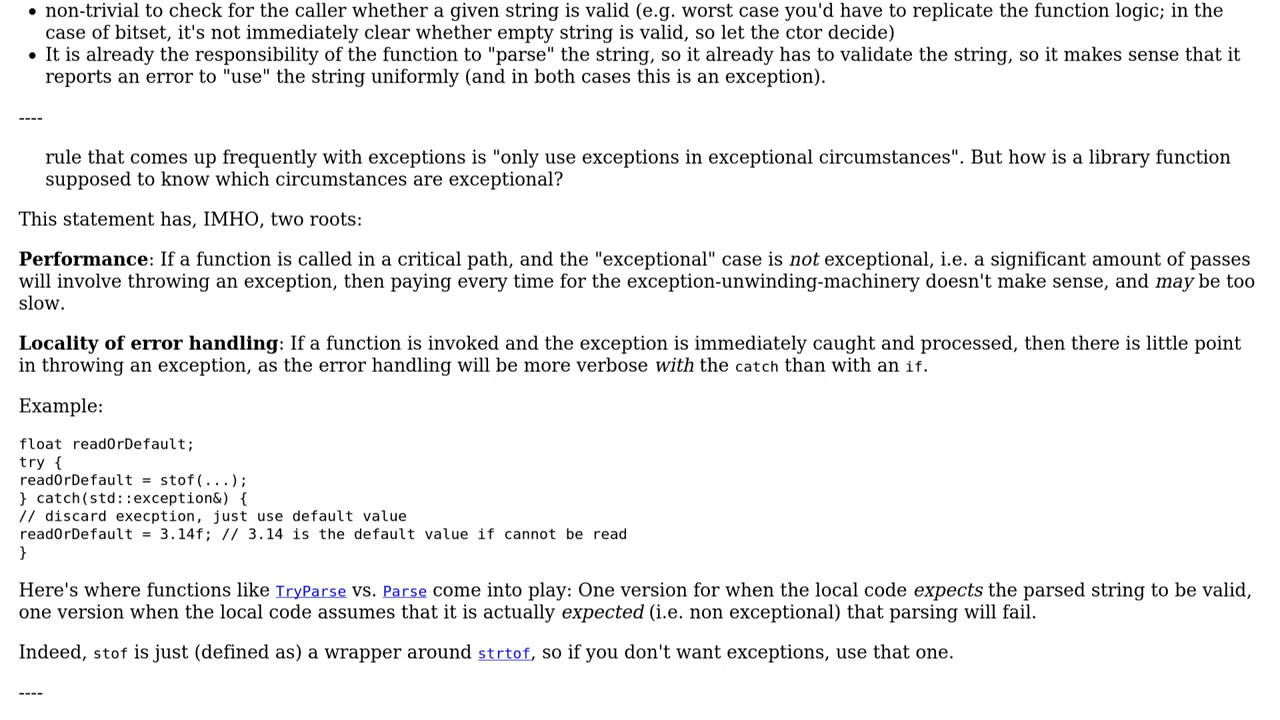 non-trivial to check for the caller whether a given string is valid (e.g. worst case you'd have to replicate the function logic; in the
case of bitset, it's not immediately clear whether empty string is valid, so let the ctor decide)
It is already the responsibility of the function to "parse" the string, so it already has to validate the string, so it makes sense that it
reports an error to "use" the string uniformly (and in both cases this is an exception).
----
rule that comes up frequently with exceptions is "only use exceptions in exceptional circumstances". But how is a library function
supposed to know which circumstances are exceptional?
This statement has, IMHO, two roots:
Performance: If a function is called in a critical path, and the "exceptional" case is not exceptional, i.e. a significant amount of passes
will involve throwing an exception, then paying every time for the exception-unwinding-machinery doesn't make sense, and may be too
slow.
Locality of error handling: If a function is invoked and the exception is immediately caught and processed, then there is little point
in throwing an exception, as the error handling will be more verbose with the catch than with an if.
Example:
float readOrDefault;
try {
readOrDefault = stof(...);
} catch(std::exception&) {
// discard execption, just use default value
readOrDefault = 3.14f; // 3.14 is the default value if cannot be read
}
Here's where functions like TryParse vs. Parse come into play: One version for when the local code expects the parsed string to be valid,
one version when the local code assumes that it is actually expected (i.e. non exceptional) that parsing will fail.
Indeed, stof is just (defined as) a wrapper around strtof, so if you don't want exceptions, use that one.
----